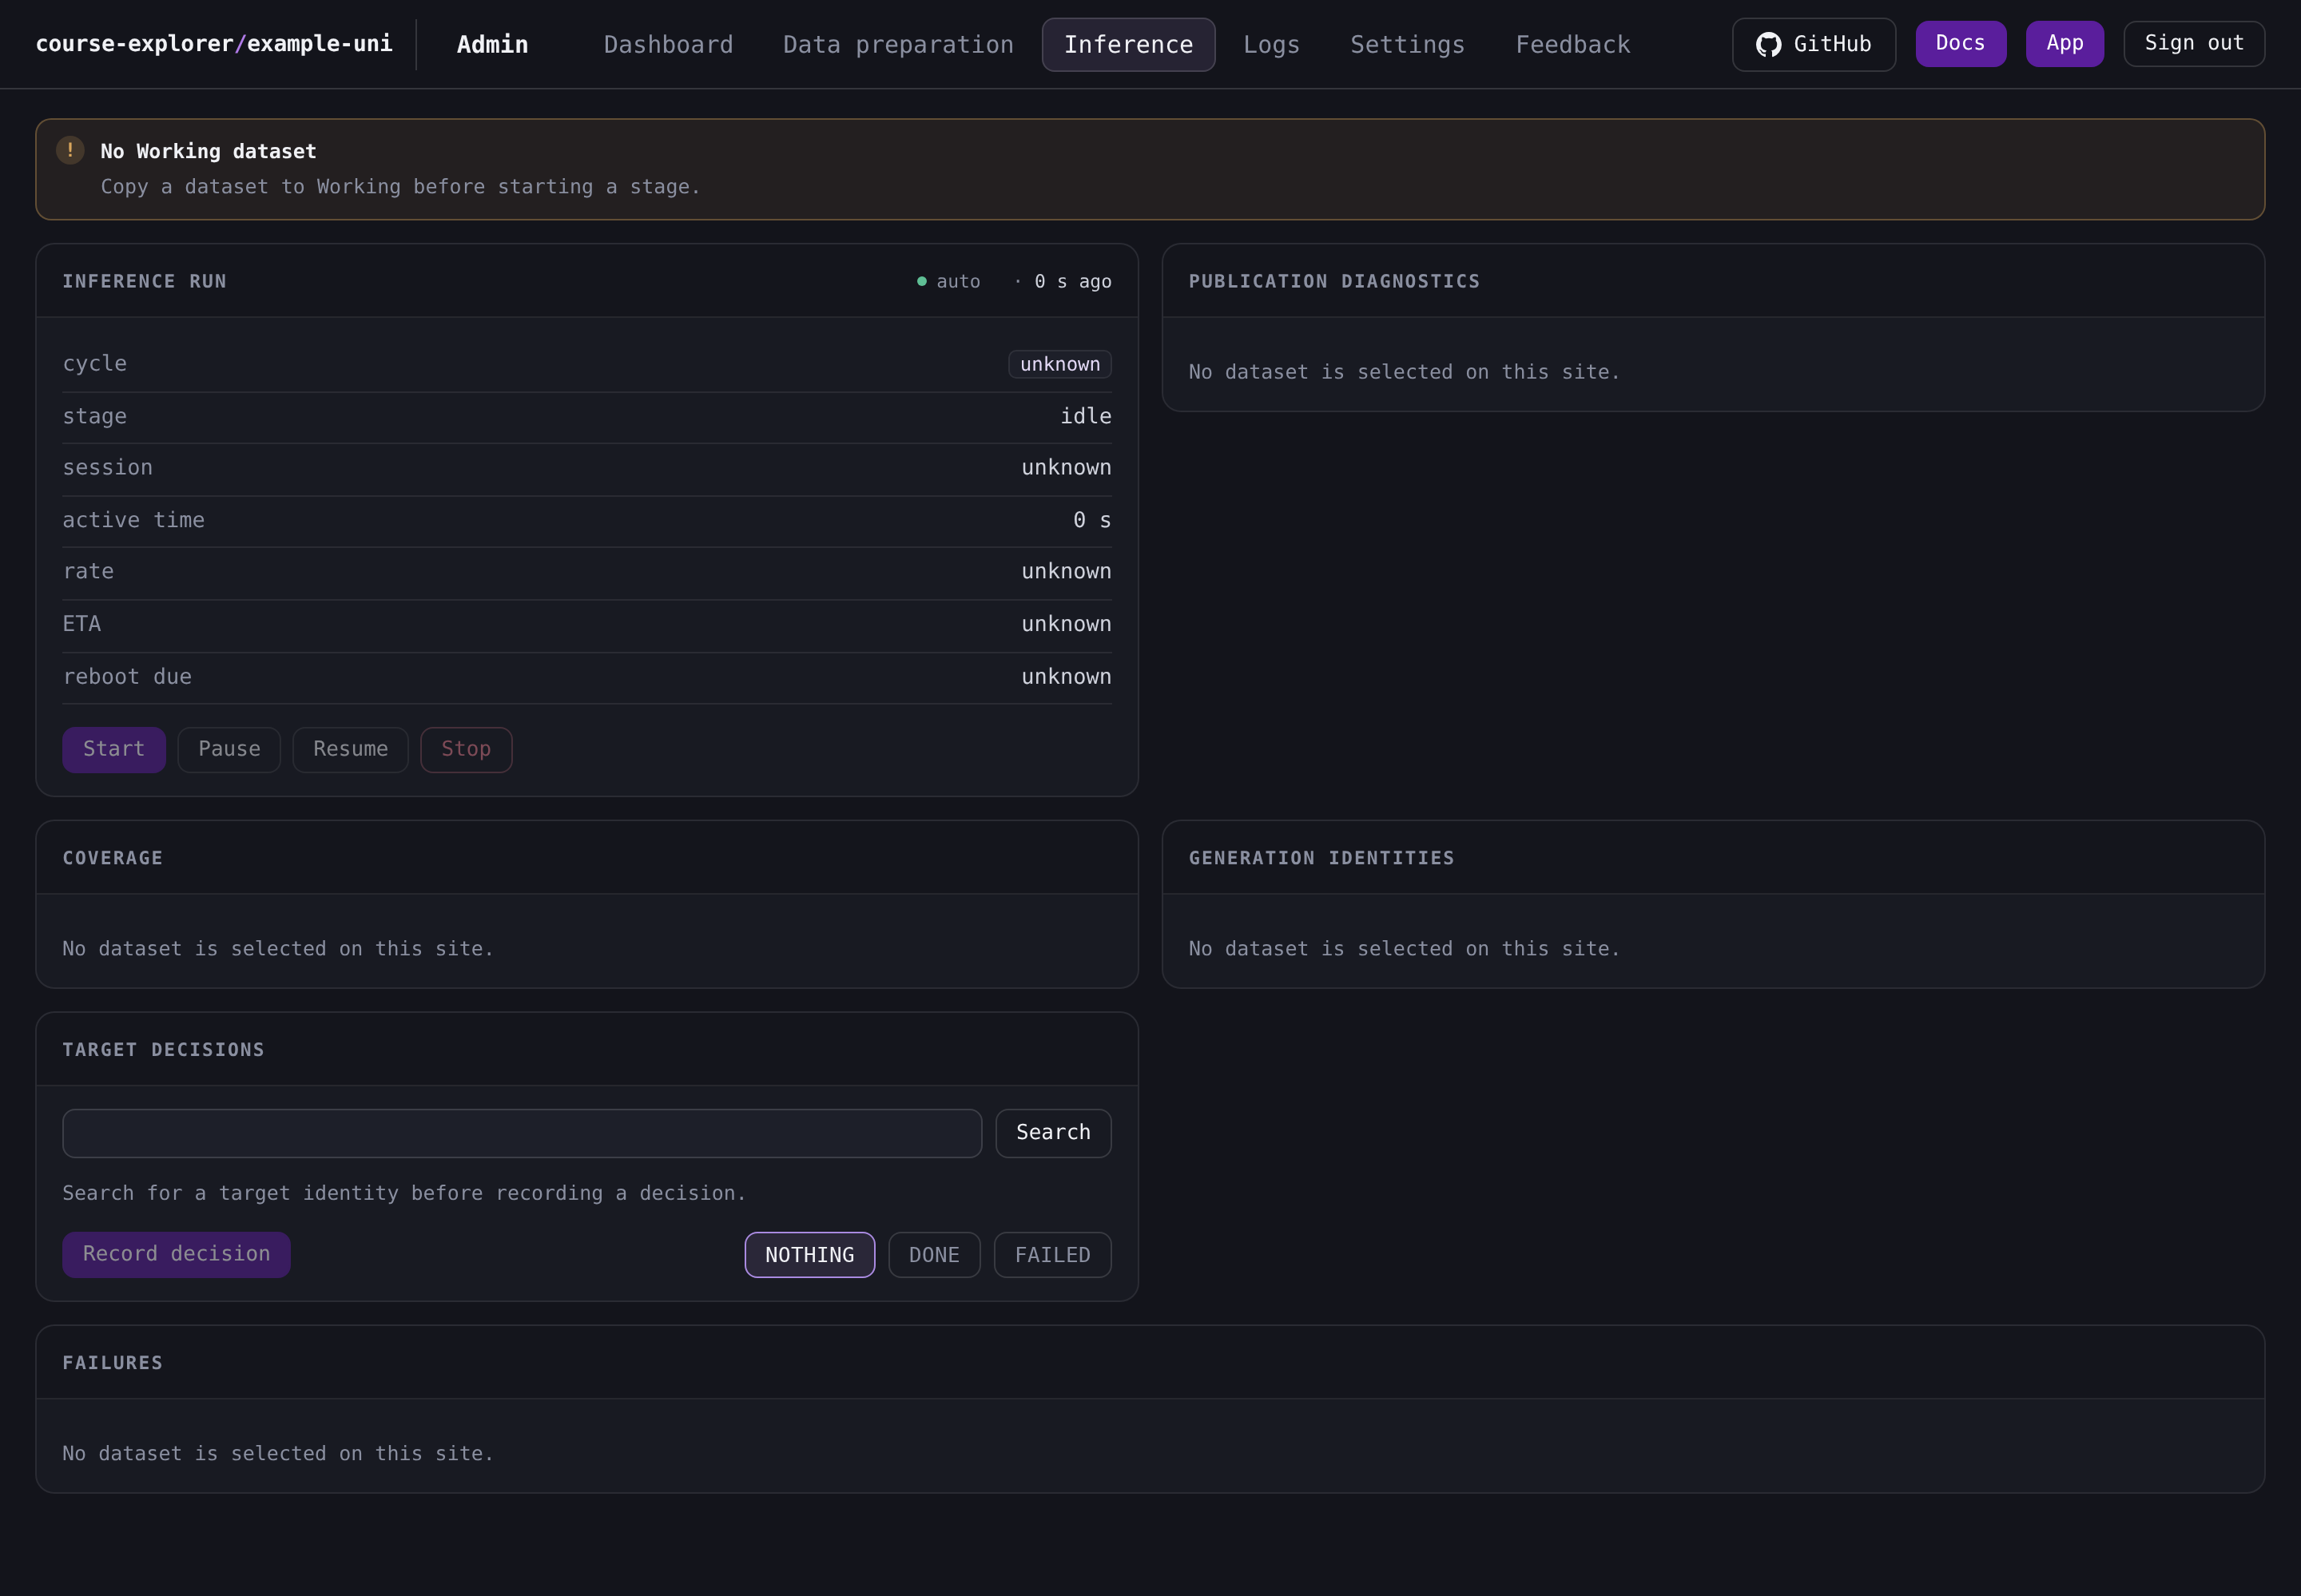 course-explorer/example-uni Admin Dashboard Data preparation Inference Logs Settings Feedback GitHub Docs App Sign out
! No Working dataset
Copy a dataset to Working before starting a stage.
INFERENCE RUN auto · 0 s ago
cycle unknown
stage idle
session unknown
active time 0 s
rate unknown
ETA unknown
reboot due unknown
Start Pause Resume Stop
PUBLICATION DIAGNOSTICS
No dataset is selected on this site.
COVERAGE
No dataset is selected on this site.
GENERATION IDENTITIES
No dataset is selected on this site.
TARGET DECISIONS
Search
Search for a target identity before recording a decision.
Record decision NOTHING DONE FAILED
FAILURES
No dataset is selected on this site.